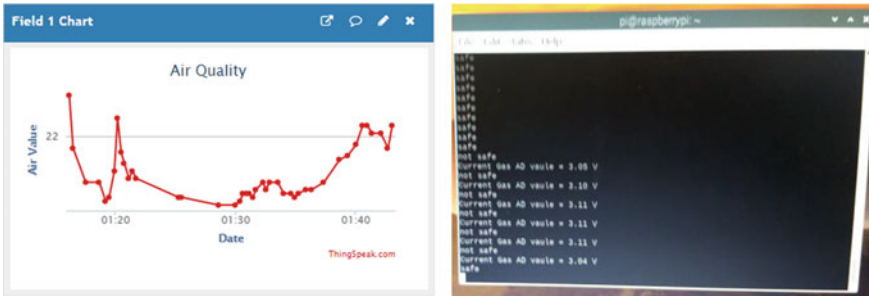 Field 1 Chart
Air Quality
Air Value
22
01:20
01:30
01:40
Date
ThingSpeak.com
pi@raspberrypi: ~
File Edit Tabs Help
safe
safe
safe
safe
safe
safe
safe
safe
safe
safe
not safe
Current Gas AD vaule = 3.05 V
not safe
Current Gas AD vaule = 3.10 V
not safe
Current Gas AD vaule = 3.11 V
not safe
Current Gas AD vaule = 3.11 V
not safe
Current Gas AD vaule = 3.11 V
not safe
Current Gas AD vaule = 3.04 V
safe